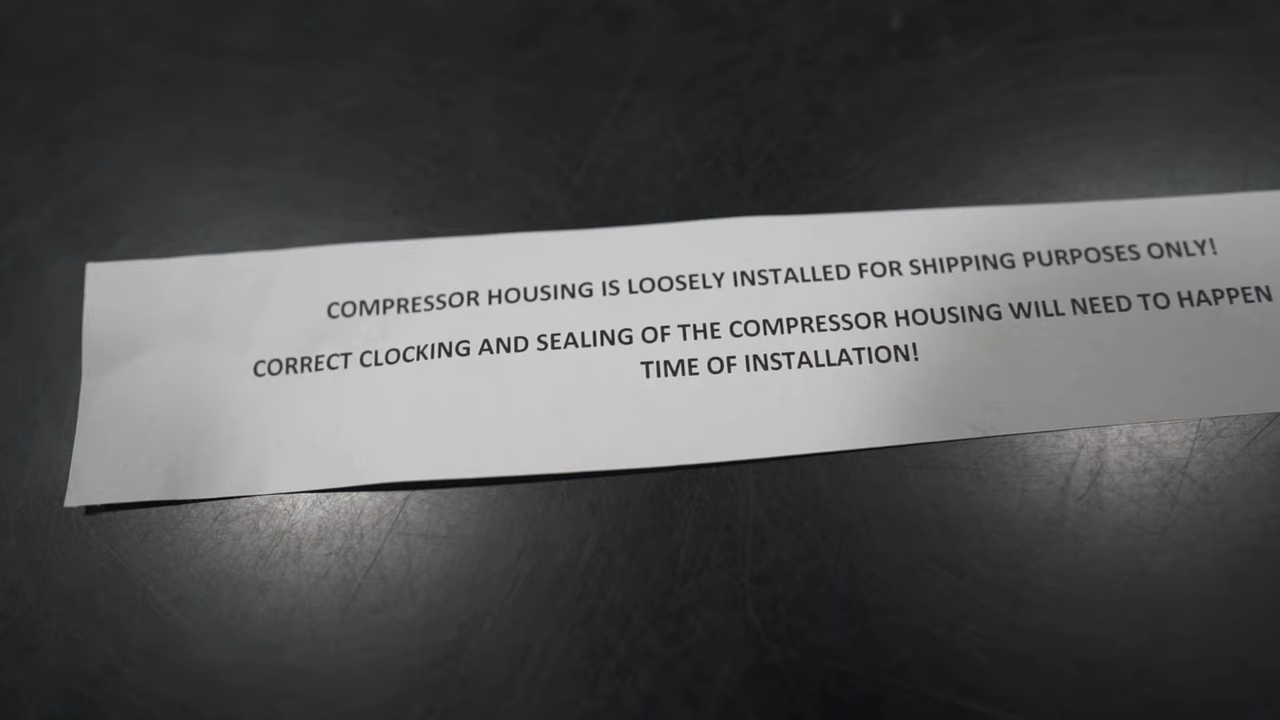 COMPRESSOR HOUSING IS LOOSELY INSTALLED FOR SHIPPING PURPOSES ONLY!
CORRECT CLOCKING AND SEALING OF THE COMPRESSOR HOUSING WILL NEED TO HAPPEN
TIME OF INSTALLATION!